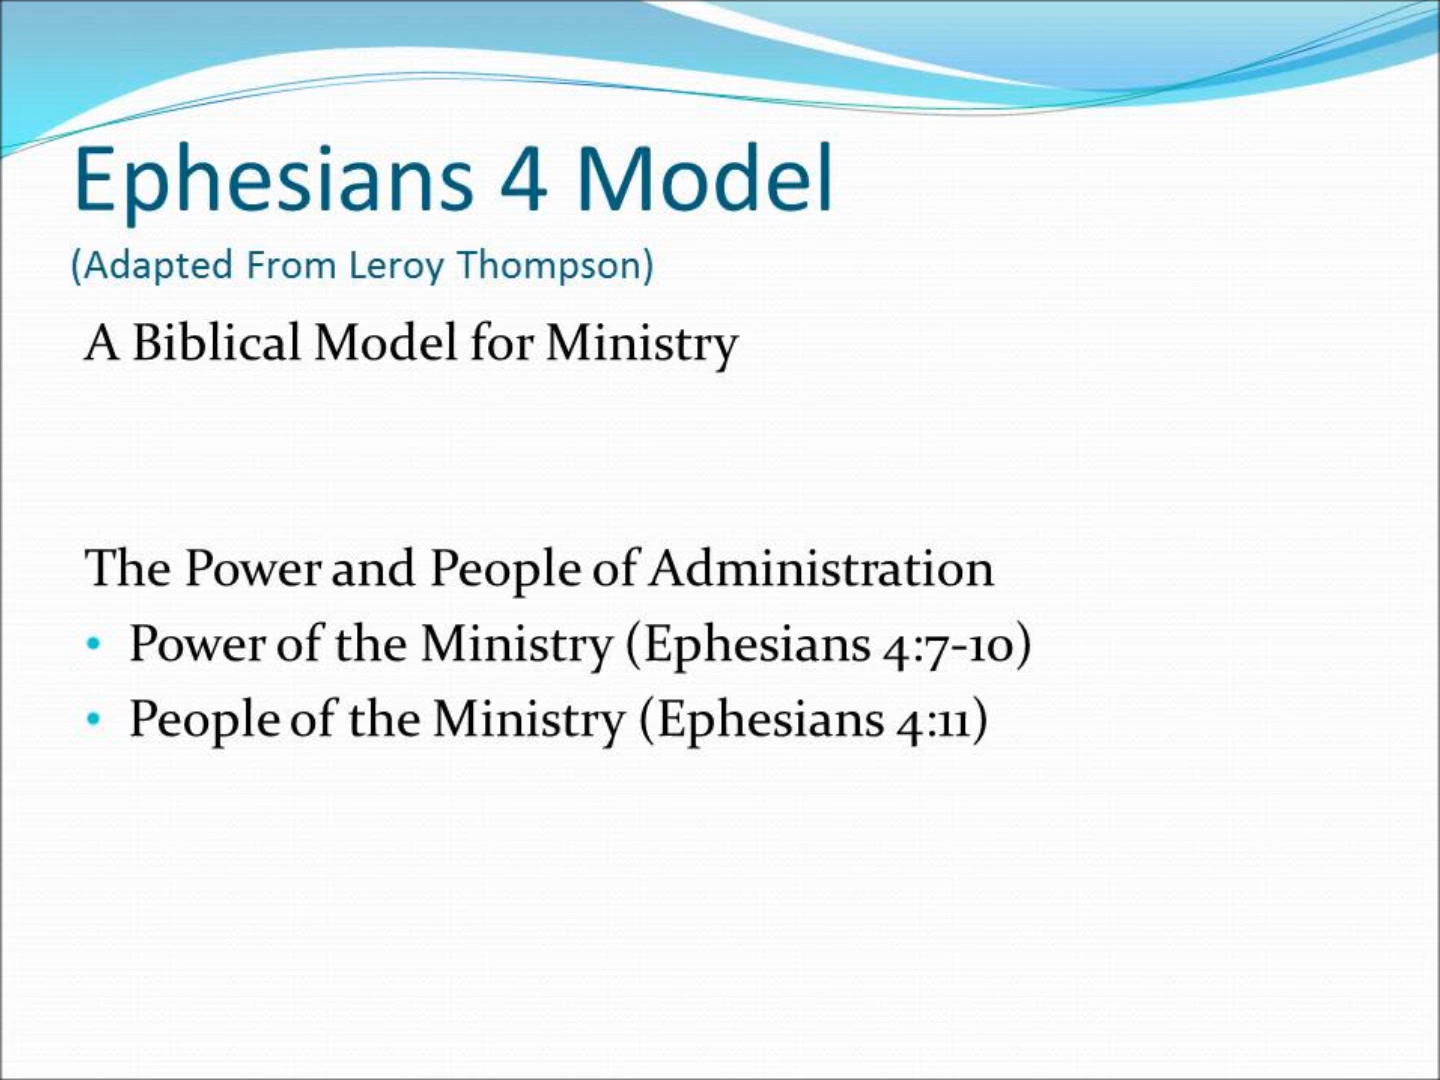 Ephesians 4 Model
(Adapted From Leroy Thompson)
A Biblical Model for Ministry
The Power and People of Administration
• Power of the Ministry (Ephesians 4:7-10)
• People of the Ministry (Ephesians 4:11)